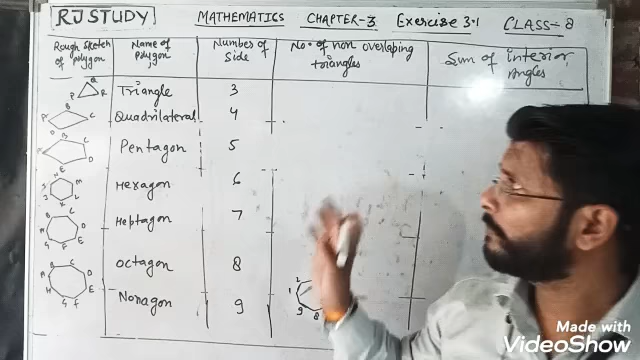 RJ STUDY MATHEMATICS CHAPTER-3 Exercise 3.1 CLASS-8
Rough sketch of polygon
Name of polygon
Number of side
No. of non overlaping triangles
Sum of interior Angles
P Q R Triangle 3
A B C D Quadrilateral 4
Pentagon 5
Hexagon 6
Heptagon 7
Octagon 8
Nonagon 9
Made with
VideoShow